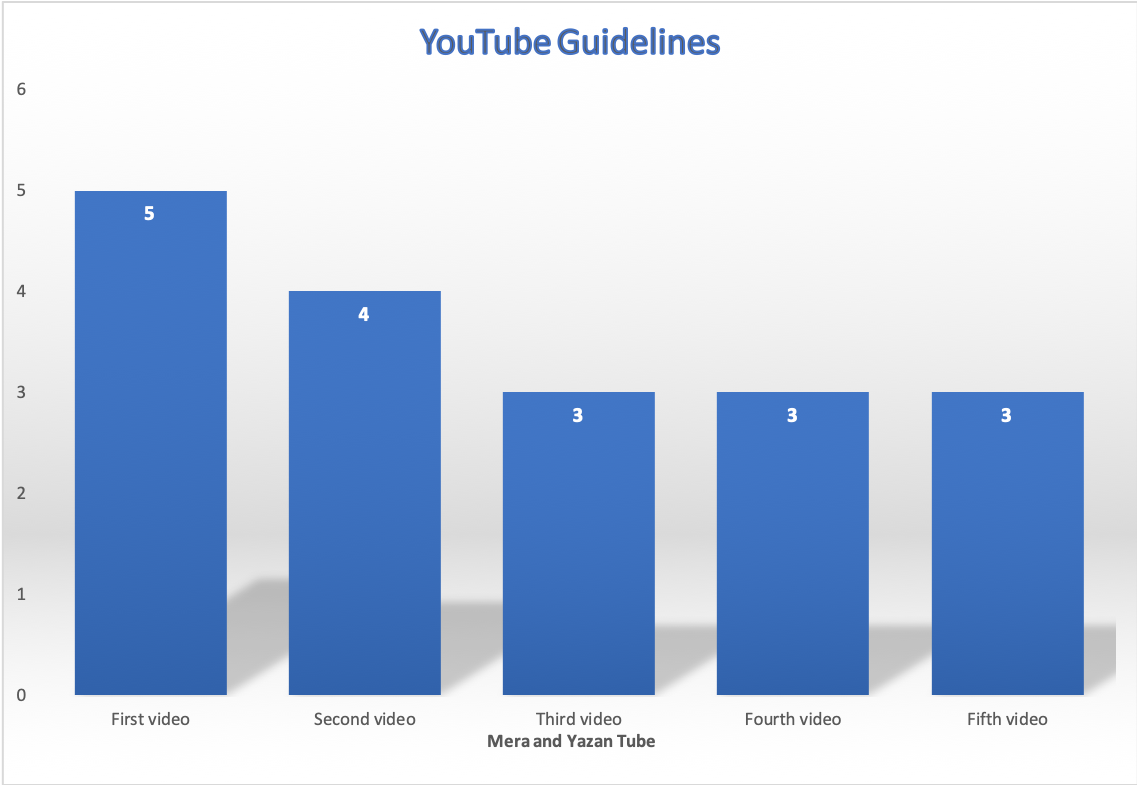 YouTube Guidelines
6
5
4
3
2
1
0
5
4
3
3
3
First video
Second video
Third video
Fourth video
Fifth video
Mera and Yazan Tube